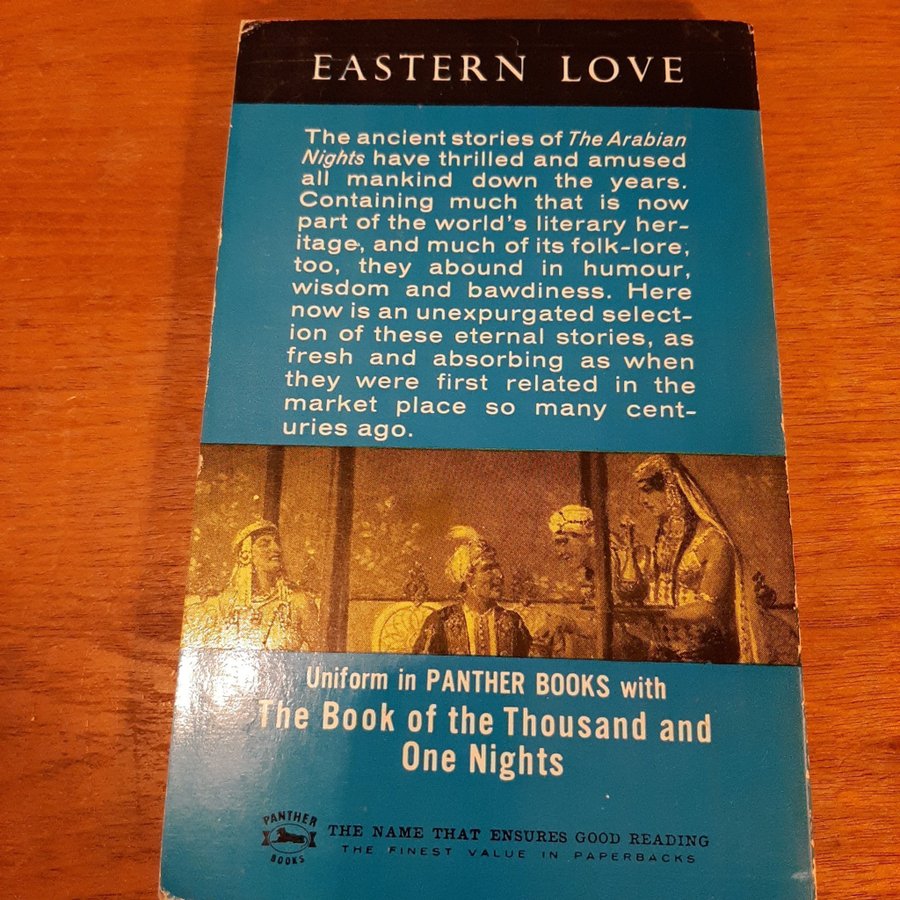 EASTERN LOVE
The ancient stories of The Arabian
Nights have thrilled and amused
all mankind down the years.
Containing much that is now
part of the world's literary her-
itage, and much of its folk-lore,
too, they abound in humour,
wisdom and bawdiness. Here
now is an unexpurgated select-
ion of these eternal stories, as
fresh and absorbing as when
they were first related in the
market place so many cent-
uries ago.
Uniform in PANTHER BOOKS with
The Book of the Thousand and
One Nights
PANTHER
BOOKS
THE NAME THAT ENSURES GOOD READING
THE FINEST VALUE IN PAPERBACKS